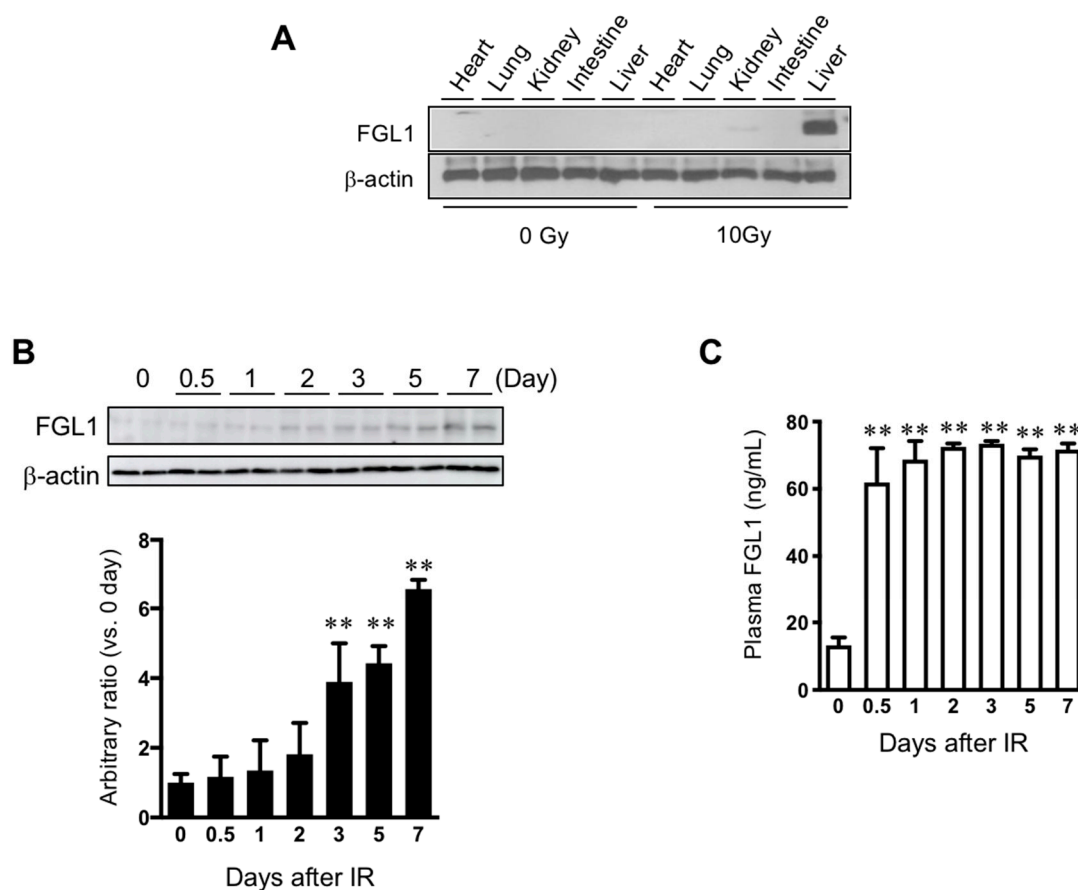 A
Heart Lung Kidney Intestine Liver Heart Lung Kidney Intestine Liver
FGL1
β-actin
0 Gy 10Gy
B
0 0.5 1 2 3 5 7 (Day)
FGL1
β-actin
Arbitrary ratio (vs. 0 day)
8
6
4
2
0
** ** **
0 0.5 1 2 3 5 7
Days after IR
C
Plasma FGL1 (ng/mL)
80
60
40
20
0
** ** ** ** ** **
0 0.5 1 2 3 5 7
Days after IR